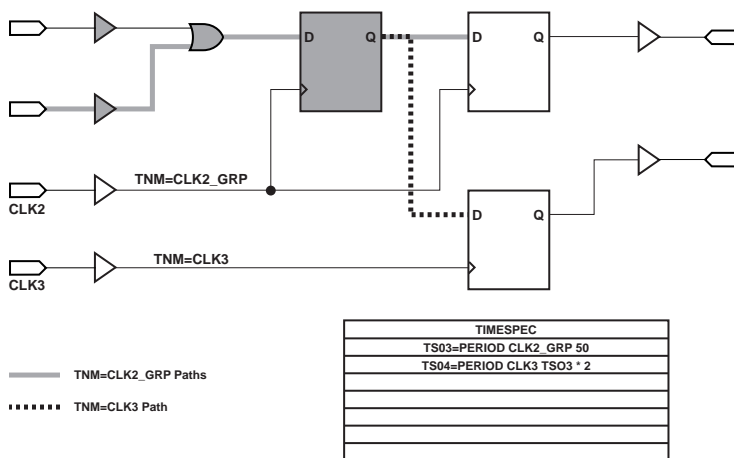 D Q
D Q
TNM=CLK2_GRP
CLK2
D Q
TNM=CLK3
CLK3
TIMESPEC
TS03=PERIOD CLK2_GRP 50
TS04=PERIOD CLK3 TSO3 * 2
TNM=CLK2_GRP Paths
TNM=CLK3 Path